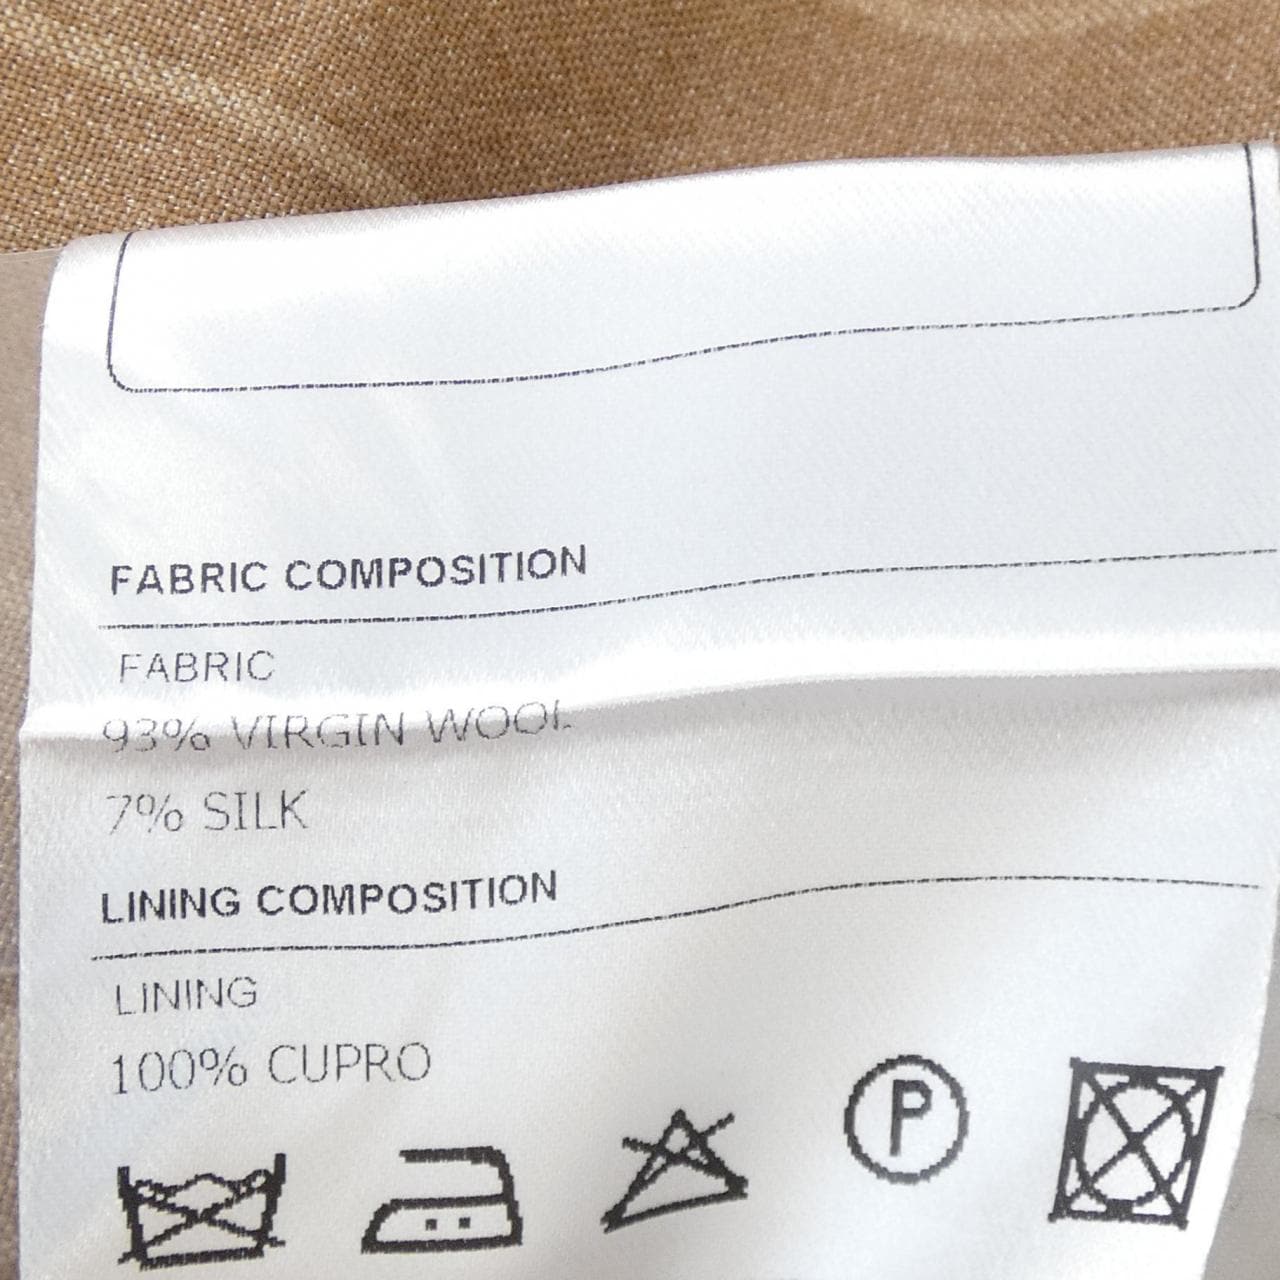 FABRIC COMPOSITION
FABRIC
93% VIRGIN WOOL
7% SILK
LINING COMPOSITION
LINING
100% CUPRO
P